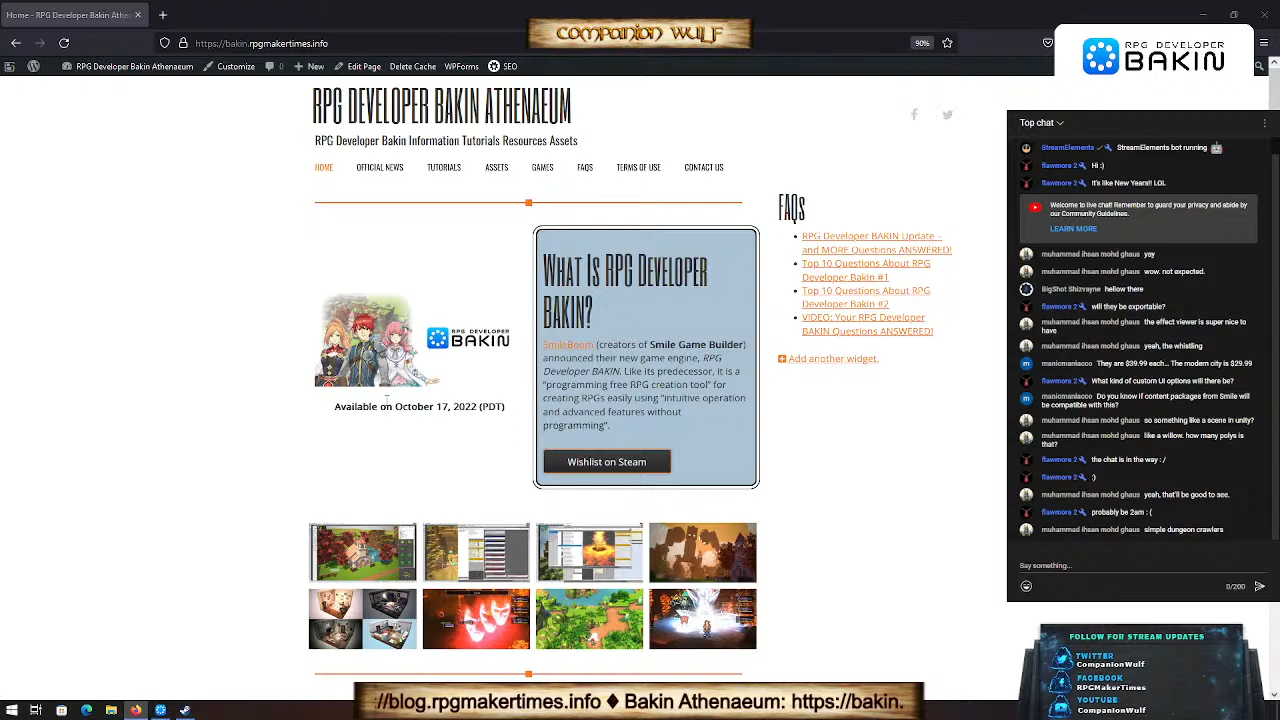 Home - RPG Developer Bakin Athen
COMPANION WULF
https://bakin.rpgmakertimes.info
90%
RPG DEVELOPER
BAKIN
RPG Developer Bakin Athenaeum
Customize
0
New
Edit Page
Delete Cache
WPForms
SEO
RPG DEVELOPER BAKIN ATHENAEUM
RPG Developer Bakin Information Tutorials Resources Assets
HOME
OFFICIAL NEWS
TUTORIALS
ASSETS
GAMES
FAQS
TERMS OF USE
CONTACT US
WHAT IS RPG DEVELOPER
BAKIN?
SmileBoom (creators of Smile Game Builder)
announced their new game engine, RPG
Developer BAKIN. Like its predecessor, it is a
"programming free RPG creation tool" for
creating RPGs easily using "intuitive operation
and advanced features without
programming".
Wishlist on Steam
RPG DEVELOPER
BAKIN
Available on October 17, 2022 (PDT)
FAQs
RPG Developer BAKIN Update –
and MORE Questions ANSWERED!
Top 10 Questions About RPG
Developer Bakin #1
Top 10 Questions About RPG
Developer Bakin #2
VIDEO: Your RPG Developer
BAKIN Questions ANSWERED!
Add another widget.
Top chat
StreamElements StreamElements bot running
flawmore 2 Hi :)
flawmore 2 It's like New Years!! LOL
Welcome to live chat! Remember to guard your privacy and abide by
our Community Guidelines.
LEARN MORE
muhammad ihsan mohd ghaus yay
muhammad ihsan mohd ghaus wow. not expected.
BigShot Shizvayne hellow there
flawmore 2 will they be exportable?
muhammad ihsan mohd ghaus the effect viewer is super nice to
have
muhammad ihsan mohd ghaus yeah, the whistling
manicmaniacco They are $39.99 each... The modern city is $29.99
flawmore 2 What kind of custom UI options will there be?
manicmaniacco Do you know if content packages from Smile will
be compatible with this?
muhammad ihsan mohd ghaus so something like a scene in unity?
muhammad ihsan mohd ghaus like a willow. how many polys is
that?
flawmore 2 the chat is in the way : /
flawmore 2 :)
muhammad ihsan mohd ghaus yeah, that'll be good to see.
flawmore 2 probably be 2am : (
muhammad ihsan mohd ghaus simple dungeon crawlers
Say something...
0/200
FOLLOW FOR STREAM UPDATES
TWITTER
CompanionWulf
FACEBOOK
RPGMakerTimes
YOUTUBE
CompanionWulf
://blog.rpgmakertimes.info ♦ Bakin Athenaeum: https://bakin.